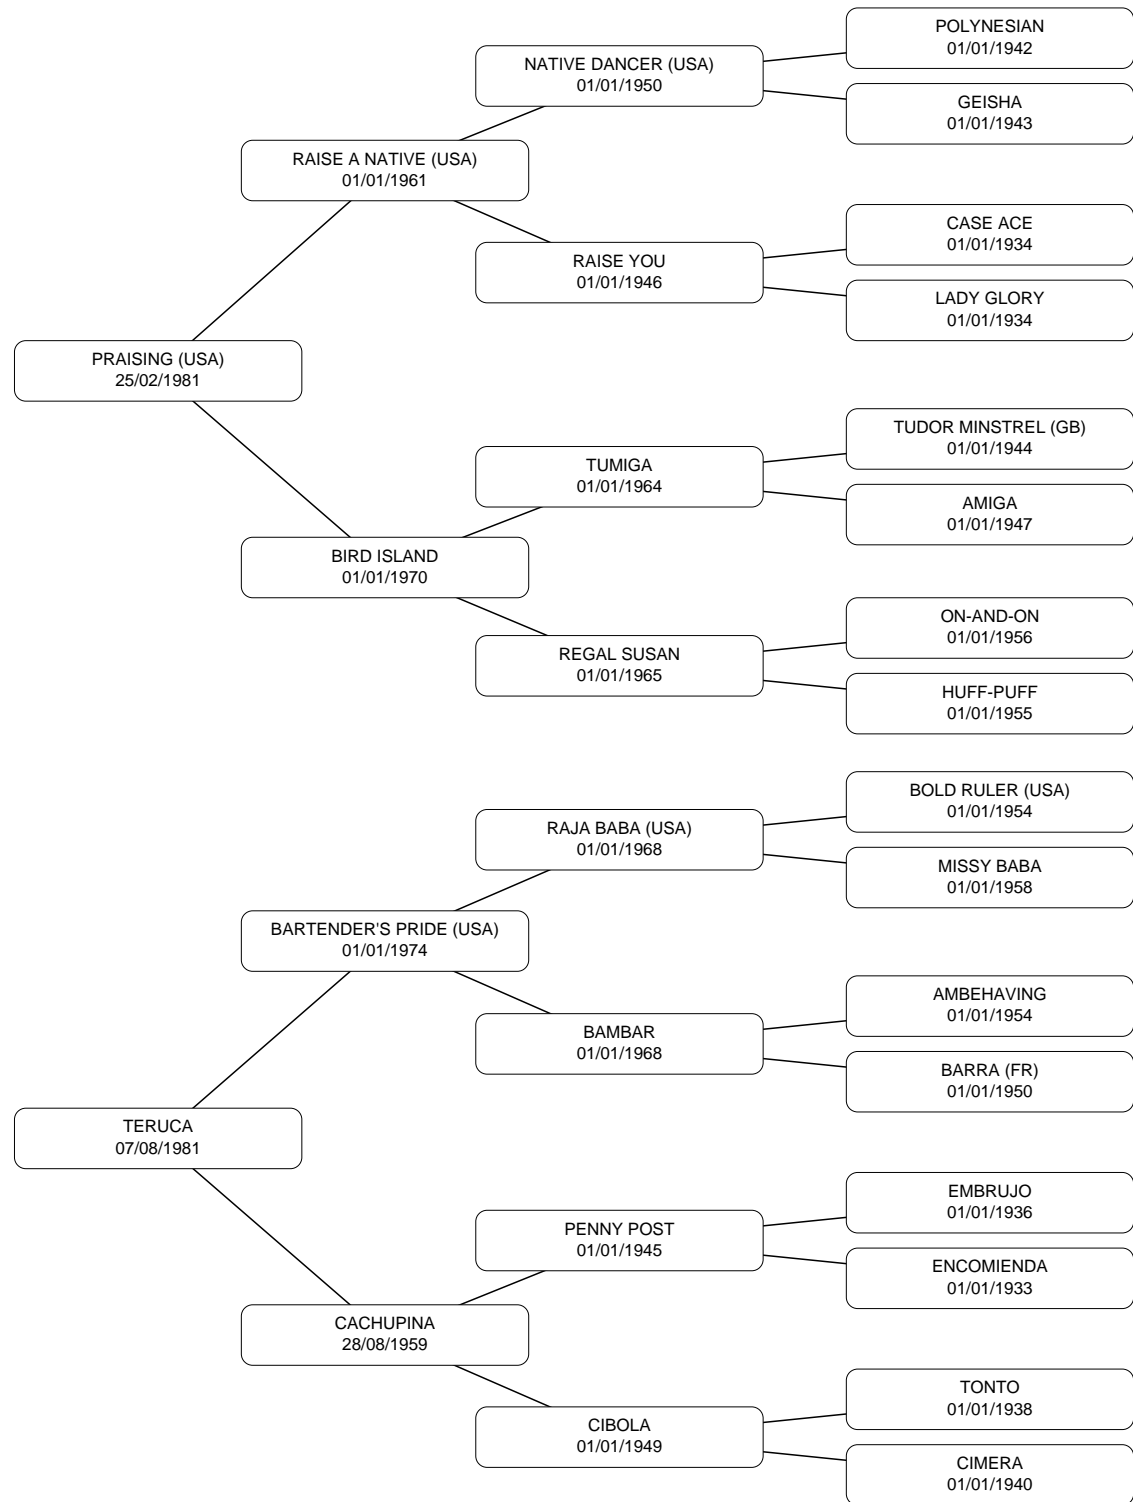 POLYNESIAN
01/01/1942
NATIVE DANCER (USA)
01/01/1950
GEISHA
01/01/1943
RAISE A NATIVE (USA)
01/01/1961
CASE ACE
01/01/1934
RAISE YOU
01/01/1946
LADY GLORY
01/01/1934
PRAISING (USA)
25/02/1981
TUDOR MINSTREL (GB)
01/01/1944
TUMIGA
01/01/1964
AMIGA
01/01/1947
BIRD ISLAND
01/01/1970
ON-AND-ON
01/01/1956
REGAL SUSAN
01/01/1965
HUFF-PUFF
01/01/1955
BOLD RULER (USA)
01/01/1954
RAJA BABA (USA)
01/01/1968
MISSY BABA
01/01/1958
BARTENDER'S PRIDE (USA)
01/01/1974
AMBEHAVING
01/01/1954
BAMBAR
01/01/1968
BARRA (FR)
01/01/1950
TERUCA
07/08/1981
EMBRUJO
01/01/1936
PENNY POST
01/01/1945
ENCOMIENDA
01/01/1933
CACHUPINA
28/08/1959
TONTO
01/01/1938
CIBOLA
01/01/1949
CIMERA
01/01/1940